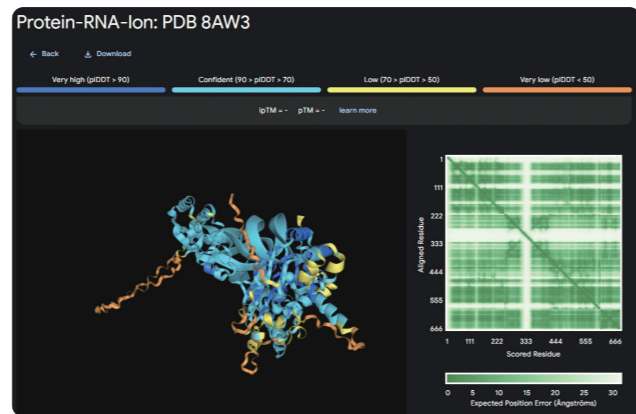 Protein-RNA-Ion: PDB 8AW3
Back Download
Very high (pIDDT > 90) Confident (90 > pIDDT > 70) Low (70 > pIDDT > 50) Very low (pIDDT < 50)
ipTM = - pTM = - learn more
1
111
222
333
444
555
666
Aligned Residue
1 111 222 333 444 555 666
Scored Residue
0 5 10 15 20 25 30
Expected Position Error (Ångströms)